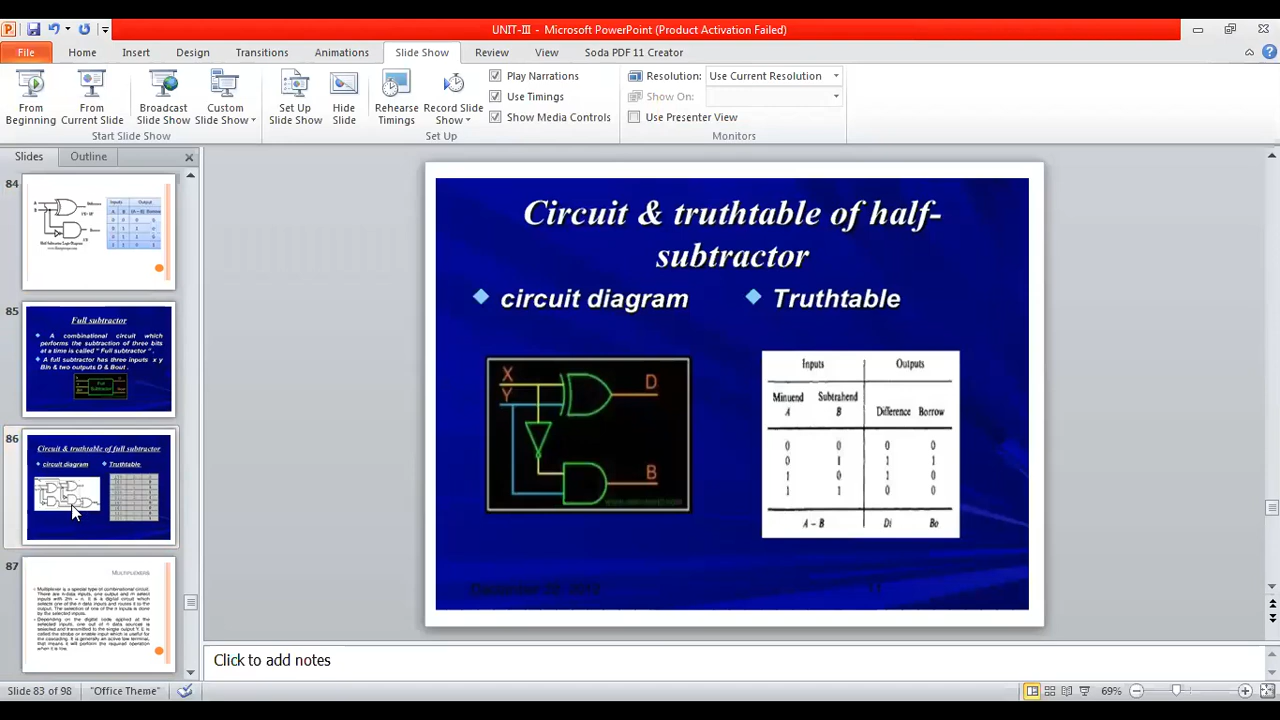 UNIT-III - Microsoft PowerPoint (Product Activation Failed)
File Home Insert Design Transitions Animations Slide Show Review View Soda PDF 11 Creator
From Beginning
From Current Slide
Broadcast Slide Show
Custom Slide Show
Start Slide Show
Set Up Slide Show
Hide Slide
Rehearse Timings
Record Slide Show
Play Narrations
Use Timings
Show Media Controls
Set Up
Resolution: Use Current Resolution
Show On:
Use Presenter View
Monitors
Slides Outline
84
85
Full subtractor
A combinational circuit which
performs the subtraction of three bits
at a time is called " Full subtractor ".
A full subtractor has three inputs x y
BIn & two outputs D & Bout .
Full
Subtractor
86
Circuit & truthtable of full subtractor
circuit diagram Truthtable
87
MULTIPLEXERS
Circuit & truthtable of half-
subtractor
circuit diagram
Truthtable
X
Y
D
B
Inputs Outputs
Minuend Subtrahend
A B Difference Borrow
0 0 0 0
0 1 1 1
1 0 1 0
1 1 0 0
A - B Di Bo
Click to add notes
Slide 83 of 98 "Office Theme" 69%